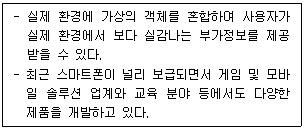 - 실제 환경에 가상의 객체를 혼합하여 사용자가
실제 환경에서 보다 실감나는 부가정보를 제공
받을 수 있다.
- 최근 스마트폰이 널리 보급되면서 게임 및 모바
일 솔루션 업계와 교육 분야 등에서도 다양한
제품을 개발하고 있다.